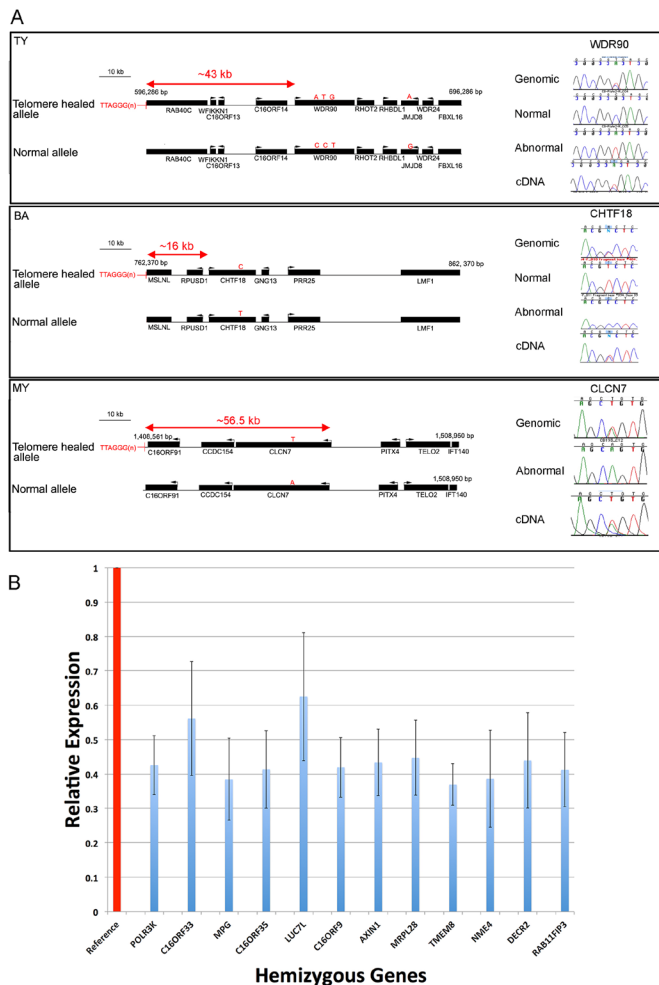 A
TY
WDR90
10 kb
~43 kb
596,286 bp
696,286 bp
Telomere healed
allele
TTAGGG(n)
A T G
A
RAB40C
WFIKKN1
C16ORF13
C16ORF14
WDR90
RHOT2
RHBDL1
JMJD8
WDR24
FBXL16
Normal allele
C C T
G
RAB40C
WFIKKN1
C16ORF13
C16ORF14
WDR90
RHOT2
RHBDL1
JMJD8
WDR24
FBXL16
Genomic
Normal
Abnormal
cDNA
BA
CHTF18
10 kb
~16 kb
762,370 bp
862, 370 bp
Telomere healed
allele
TTAGGG(n)
C
MSLNL
RPUSD1
CHTF18
GNG13
PRR25
LMF1
Normal allele
T
MSLNL
RPUSD1
CHTF18
GNG13
PRR25
LMF1
Genomic
Normal
Abnormal
cDNA
MY
CLCN7
10 kb
~56.5 kb
1,406,561 bp
1,508,950 bp
Telomere healed
allele
TTAGGG(n)
T
C16ORF91
CCDC154
CLCN7
PITX4
TELO2
IFT140
1,508,950 bp
Normal allele
A
C16ORF91
CCDC154
CLCN7
PITX4
TELO2
IFT140
Genomic
A G C T G T G
Abnormal
A G C A G T G
cDNA
A G C T G T G
B
Relative Expression
1
0.9
0.8
0.7
0.6
0.5
0.4
0.3
0.2
0.1
0
Reference
POLR3K
C16ORF33
MPG
C16ORF35
LUC7L
C16ORF9
AXIN1
MRPL28
TMEM8
NME4
DECR2
RAB11FiP3
Hemizygous Genes